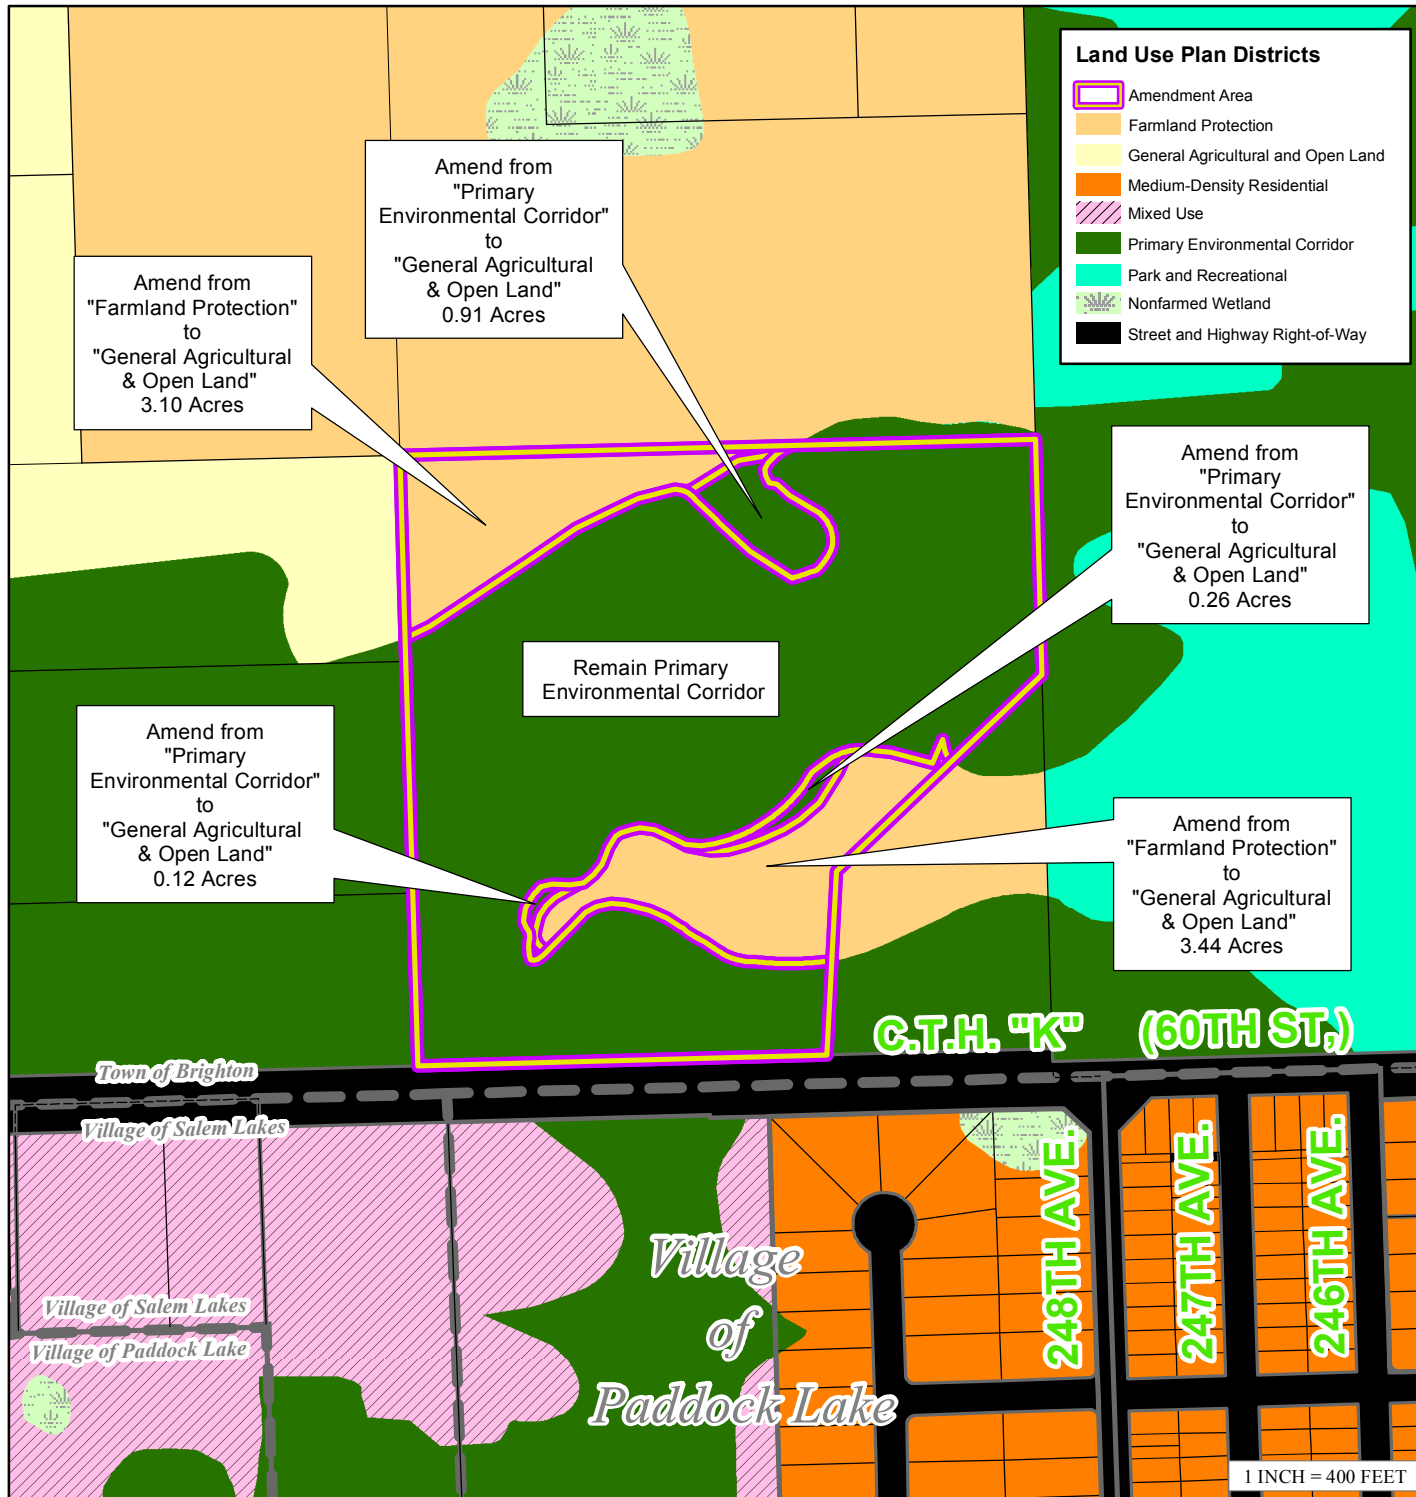 Land Use Plan Districts
Amendment Area
Farmland Protection
General Agricultural and Open Land
Medium-Density Residential
Mixed Use
Primary Environmental Corridor
Park and Recreational
Nonfarmed Wetland
Street and Highway Right-of-Way
Amend from
"Primary
Environmental Corridor"
to
"General Agricultural
& Open Land"
0.91 Acres
Amend from
"Farmland Protection"
to
"General Agricultural
& Open Land"
3.10 Acres
Amend from
"Primary
Environmental Corridor"
to
"General Agricultural
& Open Land"
0.26 Acres
Remain Primary
Environmental Corridor
Amend from
"Primary
Environmental Corridor"
to
"General Agricultural
& Open Land"
0.12 Acres
Amend from
"Farmland Protection"
to
"General Agricultural
& Open Land"
3.44 Acres
C.T.H. "K" (60TH ST,)
Town of Brighton
Village of Salem Lakes
248TH AVE.
247TH AVE.
246TH AVE.
Village
of
Paddock Lake
Village of Salem Lakes
Village of Paddock Lake
1 INCH = 400 FEET